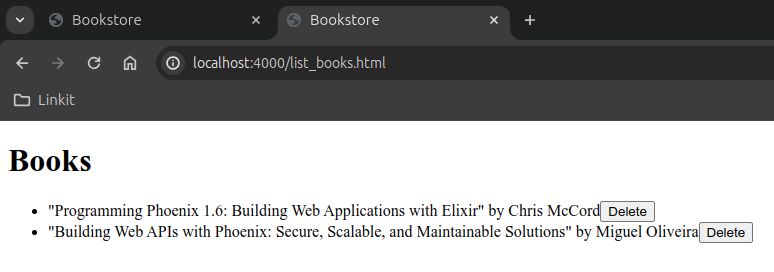 Bookstore Bookstore
localhost:4000/list_books.html
Linkit
Books
"Programming Phoenix 1.6: Building Web Applications with Elixir" by Chris McCord Delete
"Building Web APIs with Phoenix: Secure, Scalable, and Maintainable Solutions" by Miguel Oliveira Delete